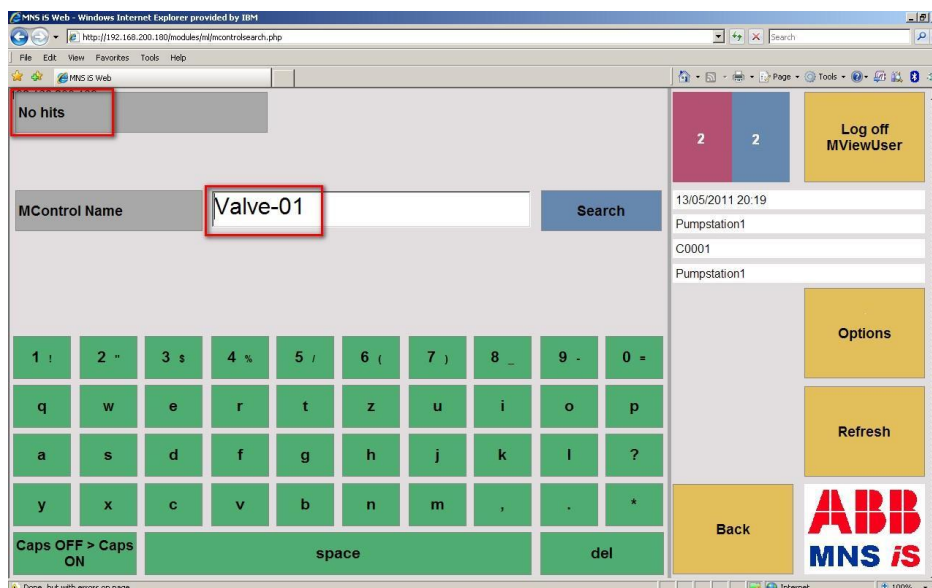 MNS iS Web - Windows Internet Explorer provided by IBM
http://192.168.200.180/modules/ml/mcontrolsearch.php
Search
File Edit View Favorites Tools Help
MNS iS Web
Page Tools
No hits
2 2
Log off
MViewUser
MControl Name
Valve-01
Search
13/05/2011 20:19
Pumpstation1
C0001
Pumpstation1
Options
1 ! 2 " 3 $ 4 % 5 / 6 ( 7 ) 8 _ 9 - 0 =
q w e r t z u i o p
Refresh
a s d f g h j k l ?
y x c v b n m , . *
Back
ABB
MNS iS
Caps OFF > Caps
ON
space
del
Done, but with errors on page.
Internet
100%